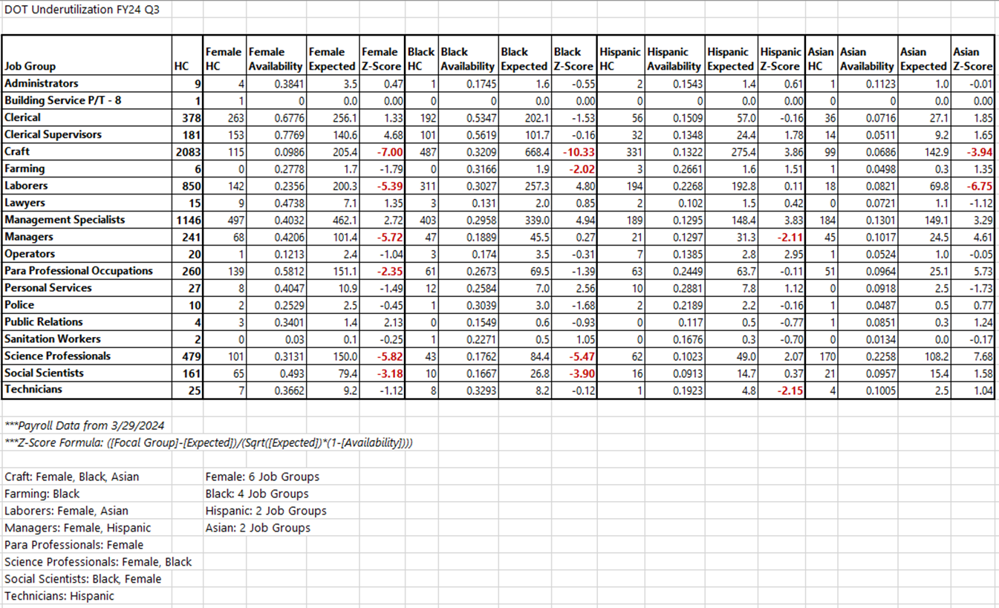 DOT Underutilization FY24 Q3
Job Group HC Female HC Female Availability Female Expected Female Z-Score Black HC Black Availability Black Expected Black Z-Score Hispanic HC Hispanic Availability Hispanic Expected Hispanic Z-Score Asian HC Asian Availability Asian Expected Asian Z-Score
Administrators 9 4 0.3841 3.5 0.47 1 0.1745 1.6 -0.55 2 0.1543 1.4 0.61 1 0.1123 1.0 -0.01
Building Service P/T - 8 1 1 0 0.0 0.00 0 0 0.0 0.00 0 0 0.0 0.00 0 0 0.0 0.00
Clerical 378 263 0.6776 256.1 1.33 192 0.5347 202.1 -1.53 56 0.1509 57.0 -0.16 36 0.0716 27.1 1.85
Clerical Supervisors 181 153 0.7769 140.6 4.68 101 0.5619 101.7 -0.16 32 0.1348 24.4 1.78 14 0.0511 9.2 1.65
Craft 2083 115 0.0986 205.4 -7.00 487 0.3209 668.4 -10.33 331 0.1322 275.4 3.86 99 0.0686 142.9 -3.94
Farming 6 0 0.2778 1.7 -1.79 0 0.3166 1.9 -2.02 3 0.2661 1.6 1.51 1 0.0498 0.3 1.35
Laborers 850 142 0.2356 200.3 -5.39 311 0.3027 257.3 4.80 194 0.2268 192.8 0.11 18 0.0821 69.8 -6.75
Lawyers 15 9 0.4738 7.1 1.35 3 0.131 2.0 0.85 2 0.102 1.5 0.42 0 0.0721 1.1 -1.12
Management Specialists 1146 497 0.4032 462.1 2.72 403 0.2958 339.0 4.94 189 0.1295 148.4 3.83 184 0.1301 149.1 3.29
Managers 241 68 0.4206 101.4 -5.72 47 0.1889 45.5 0.27 21 0.1297 31.3 -2.11 45 0.1017 24.5 4.61
Operators 20 1 0.1213 2.4 -1.04 3 0.174 3.5 -0.31 7 0.1385 2.8 2.95 1 0.0524 1.0 -0.05
Para Professional Occupations 260 139 0.5812 151.1 -2.35 61 0.2673 69.5 -1.39 63 0.2449 63.7 -0.11 51 0.0964 25.1 5.73
Personal Services 27 8 0.4047 10.9 -1.49 12 0.2584 7.0 2.56 10 0.2881 7.8 1.12 0 0.0918 2.5 -1.73
Police 10 2 0.2529 2.5 -0.45 1 0.3039 3.0 -1.68 2 0.2189 2.2 -0.16 1 0.0487 0.5 0.77
Public Relations 4 3 0.3401 1.4 2.13 0 0.1549 0.6 -0.93 0 0.117 0.5 -0.77 1 0.0851 0.3 1.24
Sanitation Workers 2 0 0.03 0.1 -0.25 1 0.2271 0.5 1.05 0 0.1676 0.3 -0.70 0 0.0134 0.0 -0.17
Science Professionals 479 101 0.3131 150.0 -5.82 43 0.1762 84.4 -5.47 62 0.1023 49.0 2.07 170 0.2258 108.2 7.68
Social Scientists 161 65 0.493 79.4 -3.18 10 0.1667 26.8 -3.90 16 0.0913 14.7 0.37 21 0.0957 15.4 1.58
Technicians 25 7 0.3662 9.2 -1.12 8 0.3293 8.2 -0.12 1 0.1923 4.8 -2.15 4 0.1005 2.5 1.04
***Payroll Data from 3/29/2024
***Z-Score Formula: ([Focal Group]-[Expected])/(Sqrt([Expected])*(1-[Availability])))
Craft: Female, Black, Asian Female: 6 Job Groups
Farming: Black Black: 4 Job Groups
Laborers: Female, Asian Hispanic: 2 Job Groups
Managers: Female, Hispanic Asian: 2 Job Groups
Para Professionals: Female
Science Professionals: Female, Black
Social Scientists: Black, Female
Technicians: Hispanic